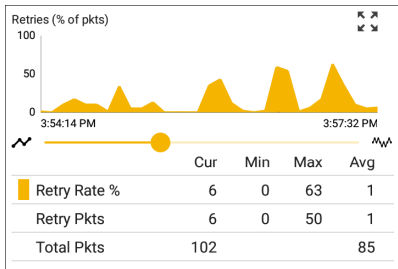 Retries (% of pkts)
100
50
0
3:54:14 PM 3:57:32 PM
Cur Min Max Avg
Retry Rate % 6 0 63 1
Retry Pkts 6 0 50 1
Total Pkts 102 85